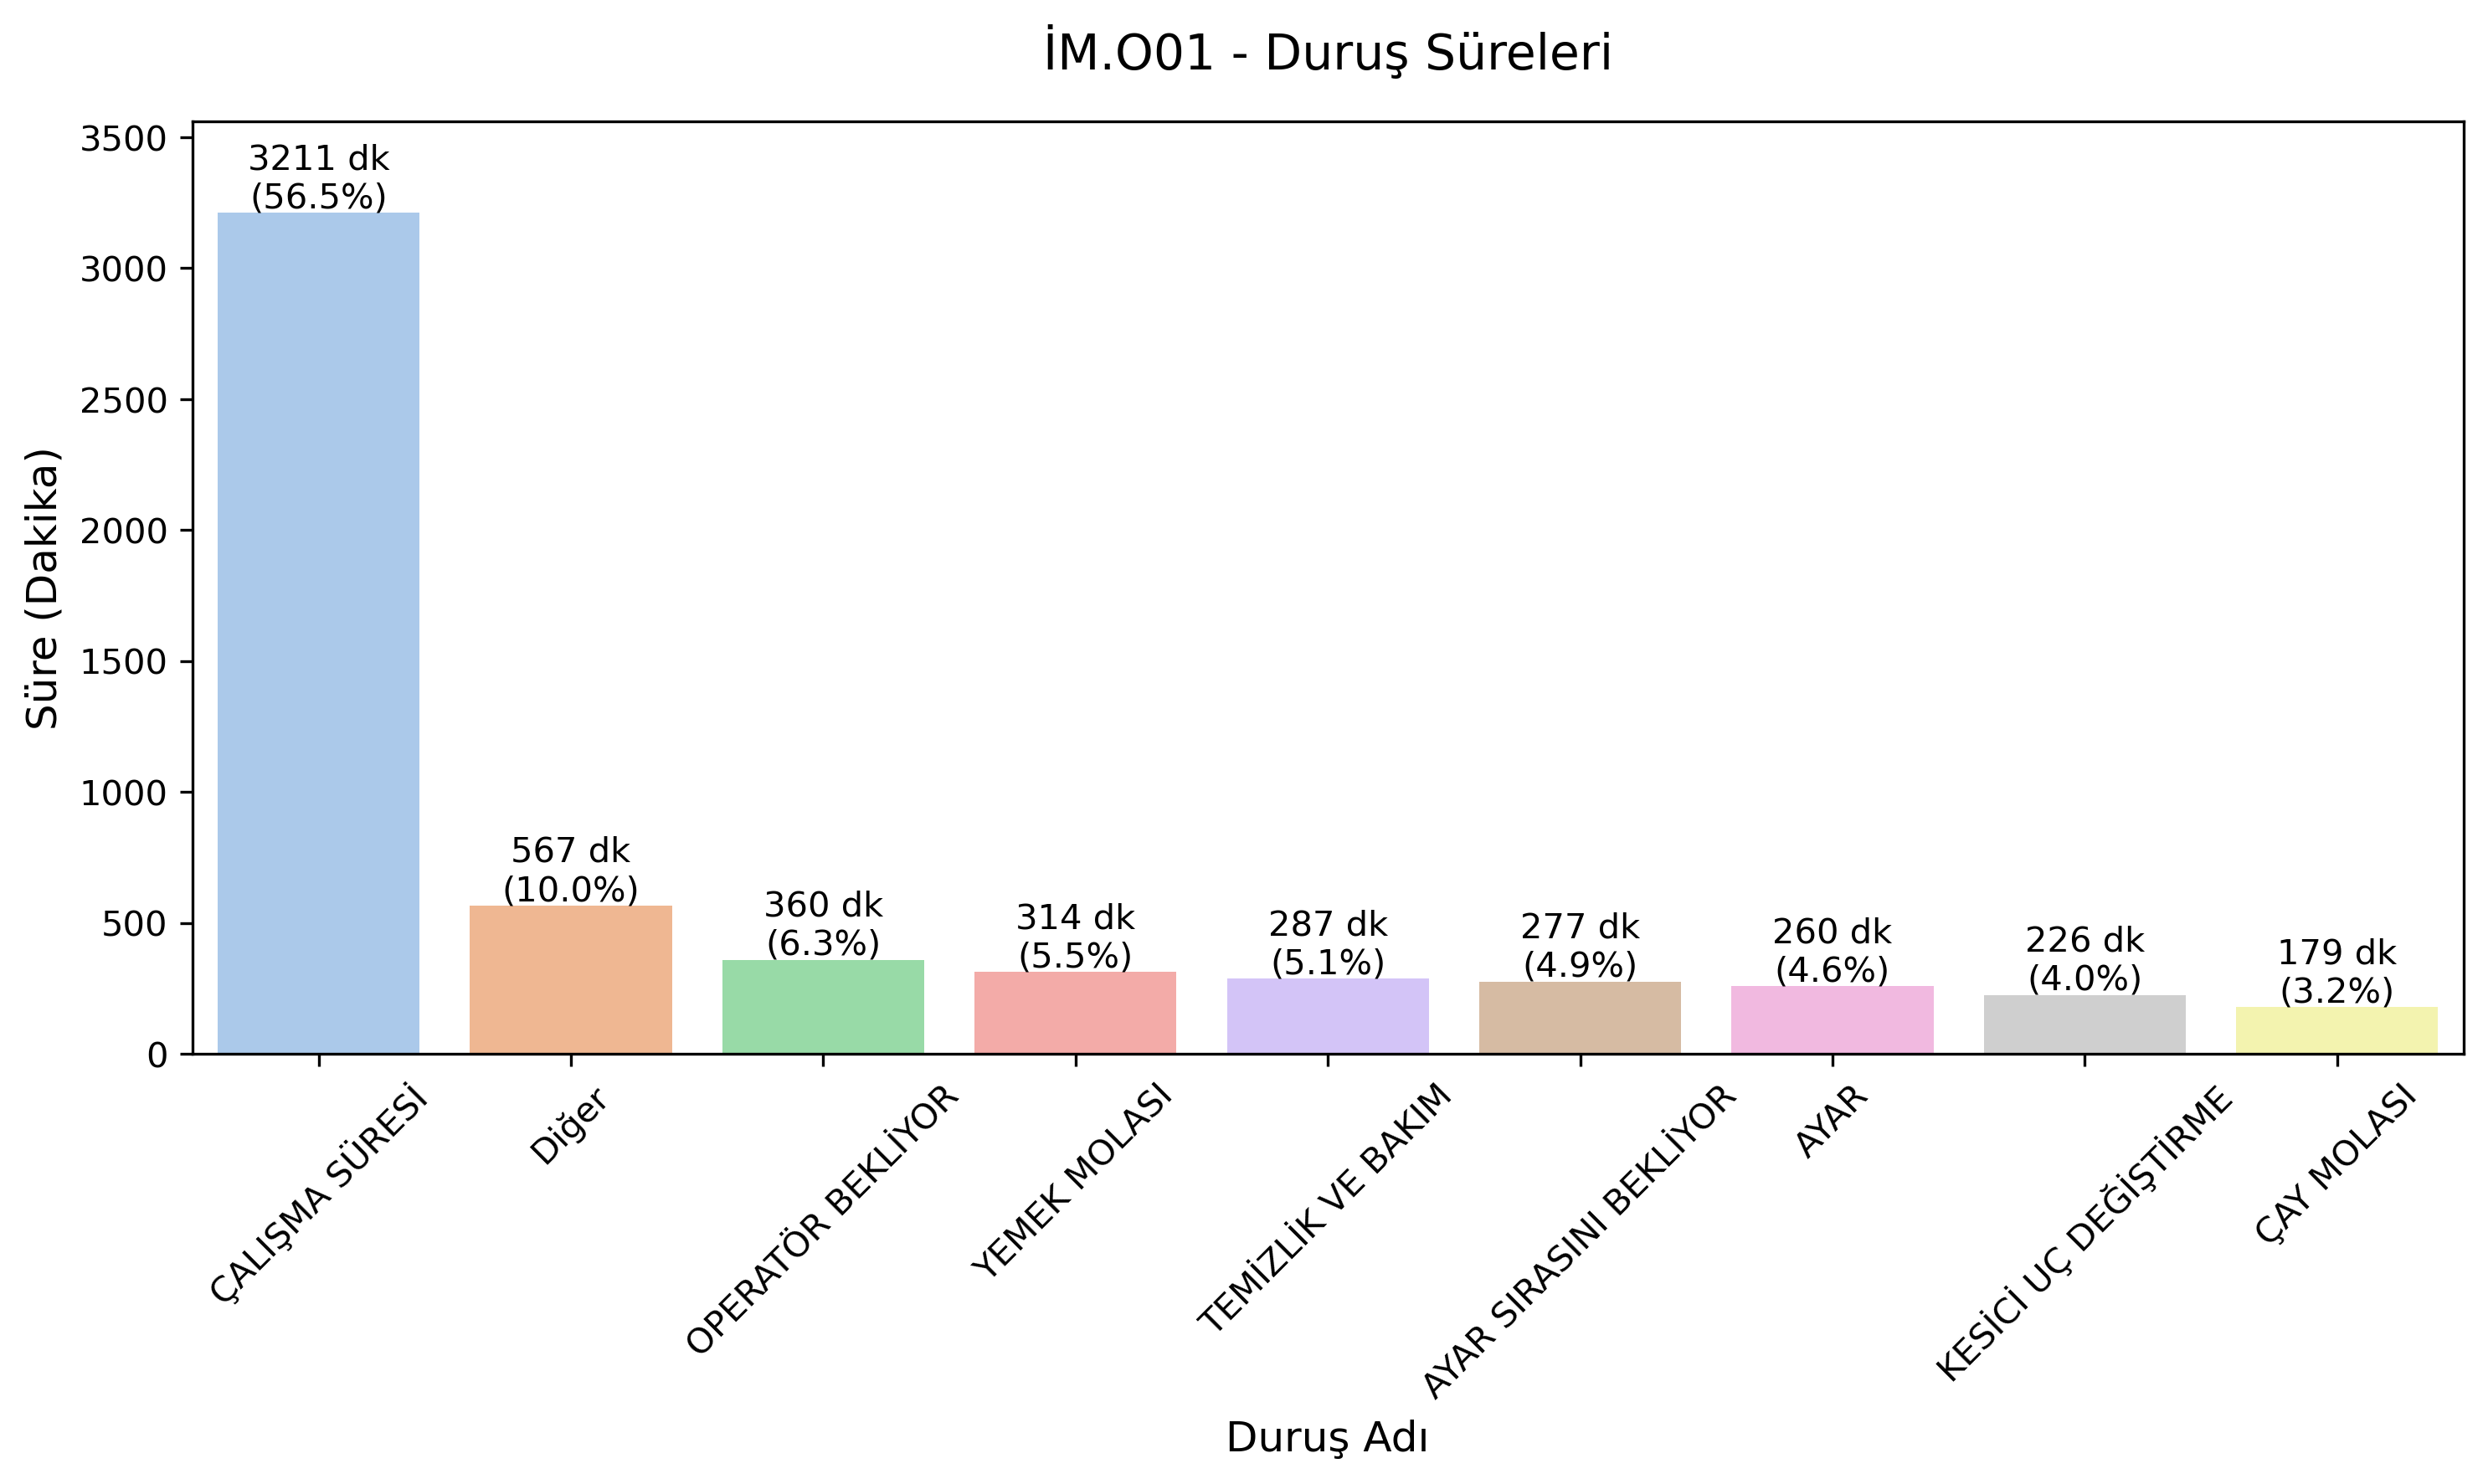 İM.O01 - Duruş Süreleri
Süre (Dakika)
3500
3000
2500
2000
1500
1000
500
0
3211 dk
(56.5%)
567 dk
(10.0%)
360 dk
(6.3%)
314 dk
(5.5%)
287 dk
(5.1%)
277 dk
(4.9%)
260 dk
(4.6%)
226 dk
(4.0%)
179 dk
(3.2%)
ÇALIŞMA SÜRESİ
Diğer
OPERATÖR BEKLİYOR
YEMEK MOLASI
TEMİZLİK VE BAKIM
AYAR SIRASINI BEKLİYOR
AYAR
KESİCİ UÇ DEĞİŞTİRME
ÇAY MOLASI
Duruş Adı